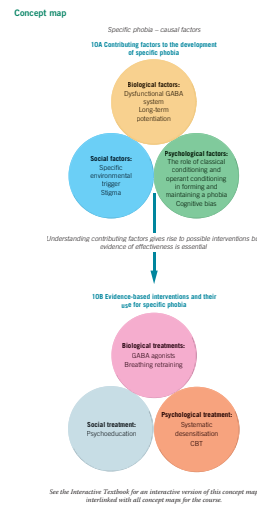 Concept map
Specific phobia – causal factors
10A Contributing factors to the development
of specific phobia
Biological factors:
Dysfunctional GABA
system
Long-term
potentiation
Social factors:
Specific
environmental
trigger
Stigma
Psychological factors:
The role of classical
conditioning and
operant conditioning
in forming and
maintaining a phobia
Cognitive bias
Understanding contributing factors gives rise to possible interventions bu
evidence of effectiveness is essential
10B Evidence-based interventions and their
use for specific phobia
Biological treatments:
GABA agonists
Breathing retraining
Social treatment:
Psychoeducation
Psychological treatment:
Systematic
desensitisation
CBT
See the Interactive Textbook for an interactive version of this concept map
interlinked with all concept maps for the course.